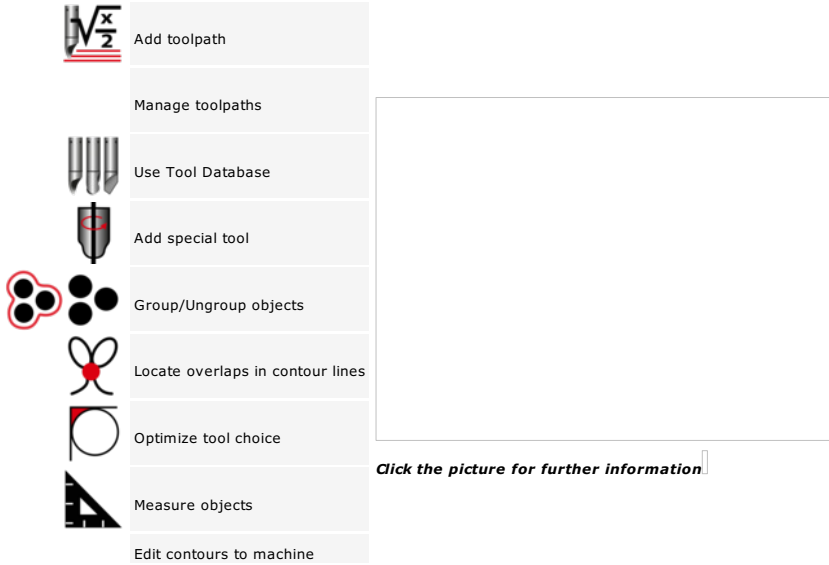 x
2
Add toolpath
Manage toolpaths
Use Tool Database
Add special tool
Group/Ungroup objects
Locate overlaps in contour lines
Optimize tool choice
Measure objects
Edit contours to machine
Click the picture for further information